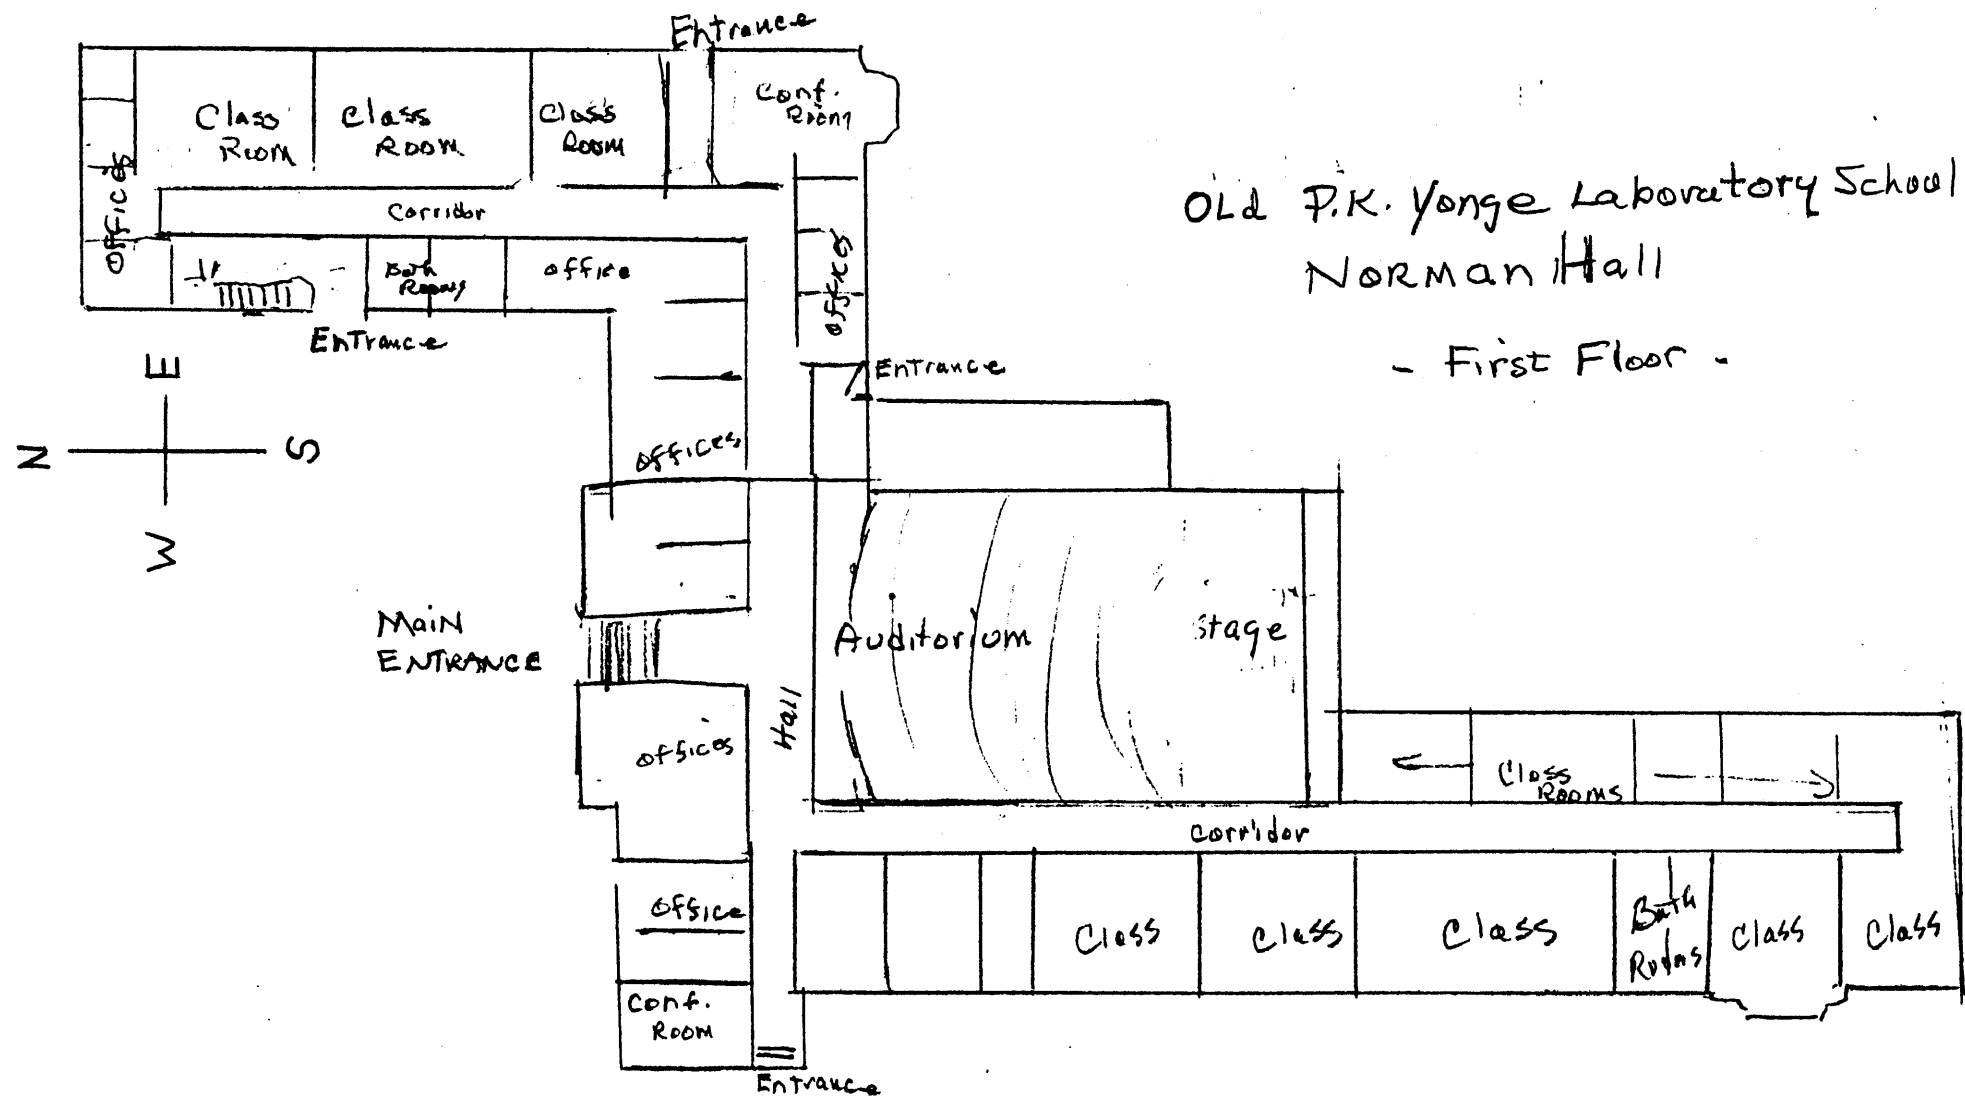 Entrance
Class
Room
Class
Room
Class
Room
Conf.
Room
Offices
Corridor
Bath
Rooms
Office
Offices
Entrance
Entrance
Old P.K. Yonge Laboratory School
Norman Hall
- First Floor -
E
N
S
W
Offices
Main
Entrance
Auditorium
Stage
Hall
Offices
Class
Rooms
Corridor
Office
Class
Class
Class
Bath
Rooms
Class
Class
Conf.
Room
Entrance